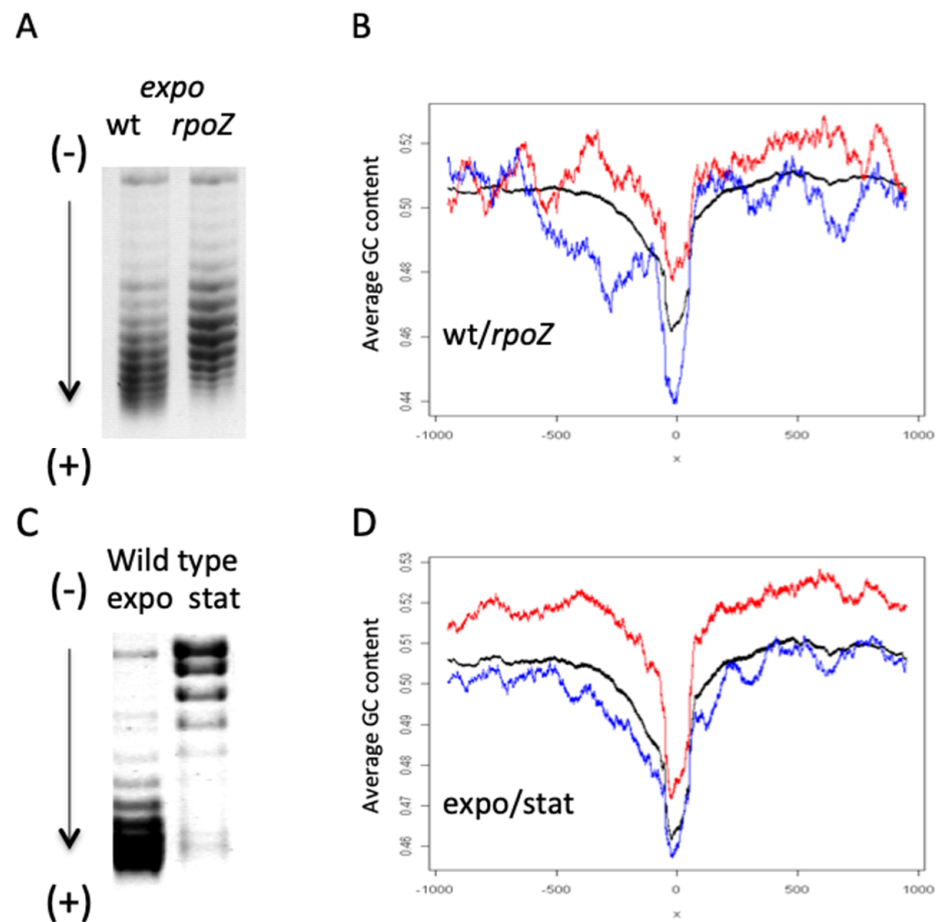 A
expo
wt rpoZ
(-)
(+)
B
Average GC content
0.52
0.50
0.48
0.46
0.44
wt/rpoZ
-1000 -500 0 500 1000
x
C
Wild type
(-) expo stat
(+)
D
Average GC content
0.53
0.52
0.51
0.50
0.49
0.48
0.47
0.46
expo/stat
-1000 -500 0 500 1000
x